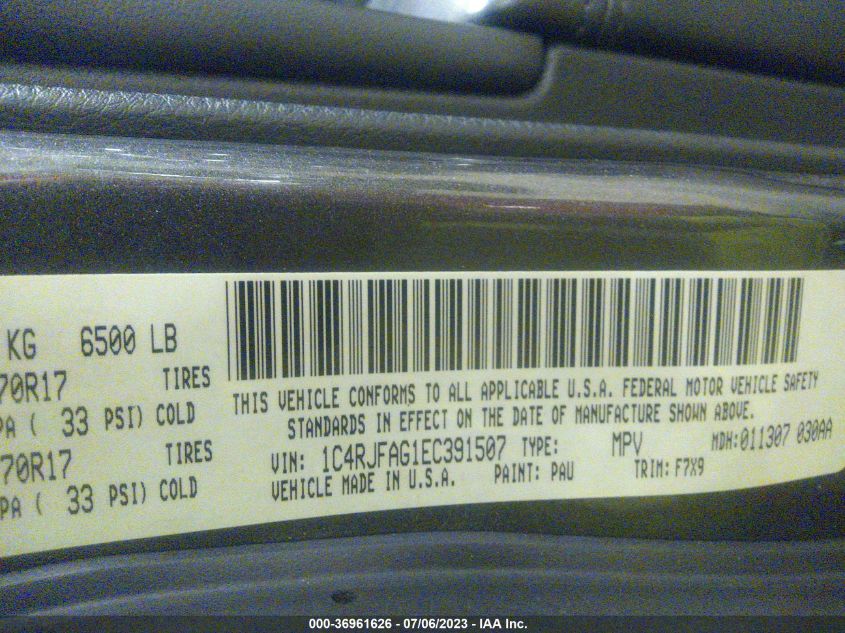 KG 6500 LB
70R17 TIRES
PA ( 33 PSI) COLD
70R17 TIRES
PA ( 33 PSI) COLD
THIS VEHICLE CONFORMS TO ALL APPLICABLE U.S.A. FEDERAL MOTOR VEHICLE SAFETY
STANDARDS IN EFFECT ON THE DATE OF MANUFACTURE SHOWN ABOVE.
VIN: 1C4RJFAG1EC391507 TYPE: MPV MDH:011307 030AA
VEHICLE MADE IN U.S.A. PAINT: PAU TRIM: F7X9
000-36961626 - 07/06/2023 - IAA Inc.